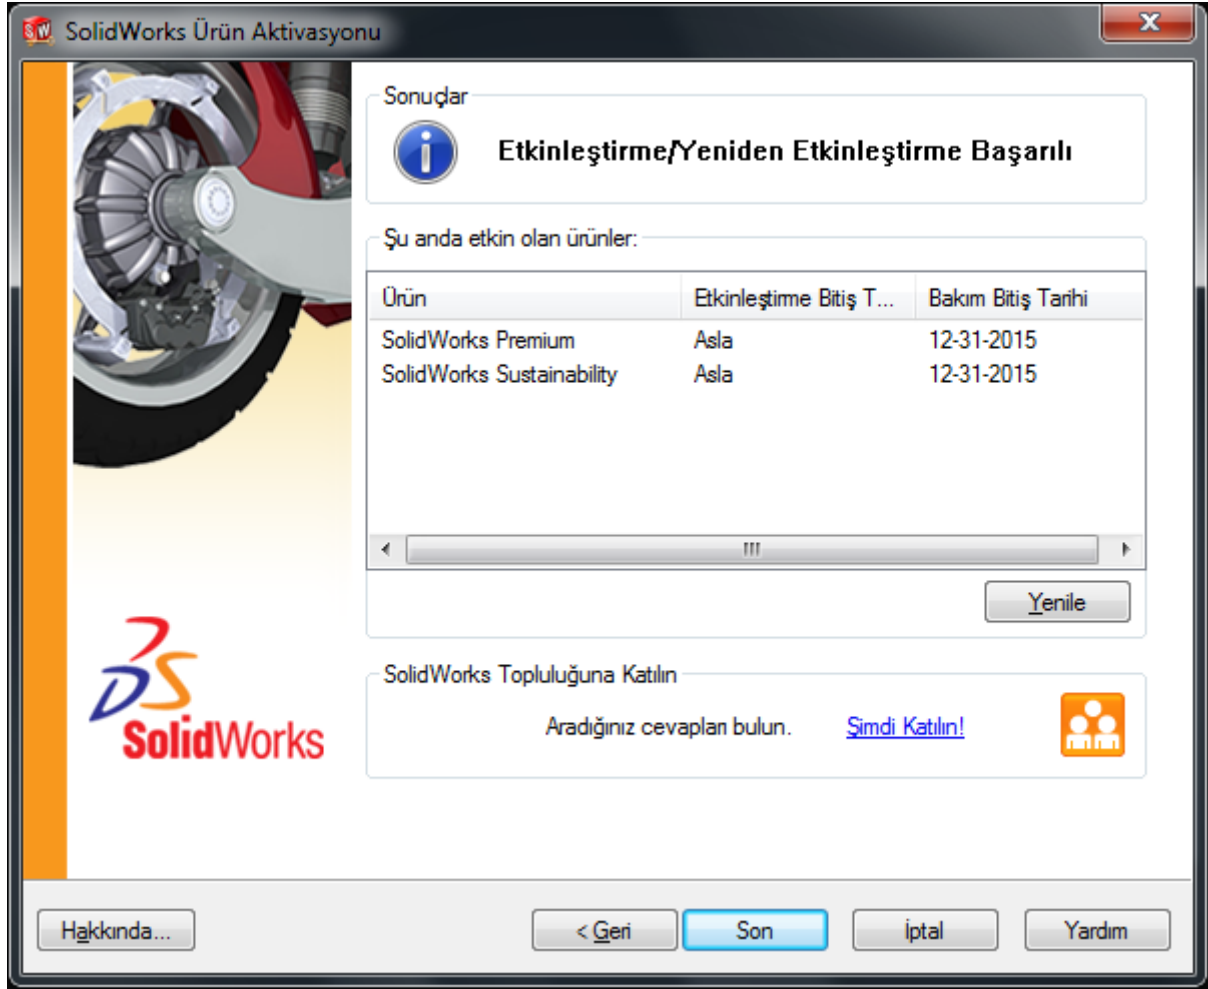 SolidWorks Ürün Aktivasyonu
Sonuçlar
Etkinleştirme/Yeniden Etkinleştirme Başarılı
Şu anda etkin olan ürünler:
Ürün Etkinleştirme Bitiş T... Bakım Bitiş Tarihi
SolidWorks Premium Asla 12-31-2015
SolidWorks Sustainability Asla 12-31-2015
Yenile
SolidWorks Topluluğuna Katılın
Aradığınız cevapları bulun. Şimdi Katılın!
SolidWorks
Hakkında... < Geri Son İptal Yardım